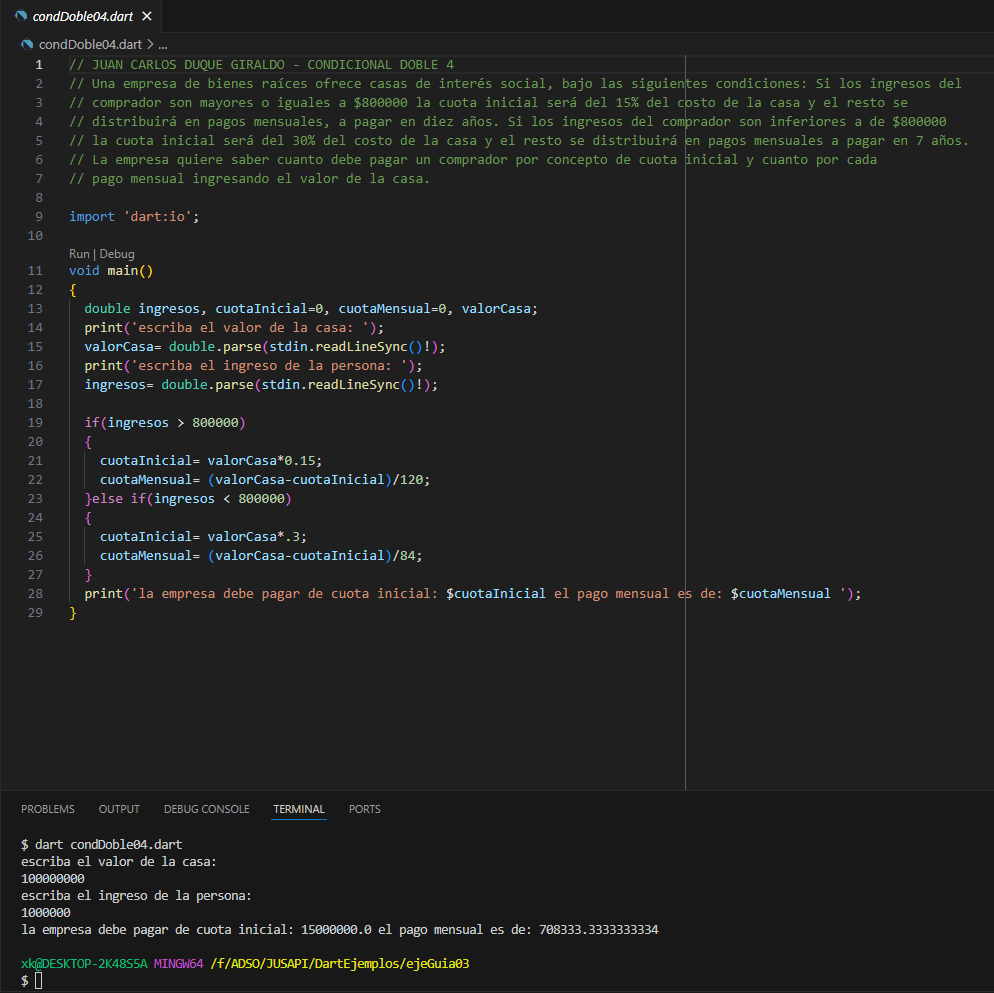 condDoble04.dart
condDoble04.dart > ...
1 // JUAN CARLOS DUQUE GIRALDO - CONDICIONAL DOBLE 4
2 // Una empresa de bienes raíces ofrece casas de interés social, bajo las siguientes condiciones: Si los ingresos del
3 // comprador son mayores o iguales a $800000 la cuota inicial será del 15% del costo de la casa y el resto se
4 // distribuirá en pagos mensuales, a pagar en diez años. Si los ingresos del comprador son inferiores a de $800000
5 // la cuota inicial será del 30% del costo de la casa y el resto se distribuirá en pagos mensuales a pagar en 7 años.
6 // La empresa quiere saber cuanto debe pagar un comprador por concepto de cuota inicial y cuanto por cada
7 // pago mensual ingresando el valor de la casa.
8
9 import 'dart:io';
10
Run | Debug
11 void main()
12 {
13 double ingresos, cuotaInicial=0, cuotaMensual=0, valorCasa;
14 print('escriba el valor de la casa: ');
15 valorCasa= double.parse(stdin.readLineSync()!);
16 print('escriba el ingreso de la persona: ');
17 ingresos= double.parse(stdin.readLineSync()!);
18
19 if(ingresos > 800000)
20 {
21 cuotaInicial= valorCasa*0.15;
22 cuotaMensual= (valorCasa-cuotaInicial)/120;
23 }else if(ingresos < 800000)
24 {
25 cuotaInicial= valorCasa*.3;
26 cuotaMensual= (valorCasa-cuotaInicial)/84;
27 }
28 print('la empresa debe pagar de cuota inicial: $cuotaInicial el pago mensual es de: $cuotaMensual ');
29 }
PROBLEMS OUTPUT DEBUG CONSOLE TERMINAL PORTS
$ dart condDoble04.dart
escriba el valor de la casa:
100000000
escriba el ingreso de la persona:
1000000
la empresa debe pagar de cuota inicial: 15000000.0 el pago mensual es de: 708333.3333333334
xk@DESKTOP-2K48S5A MINGW64 /f/ADSO/JUSAPI/DartEjemplos/ejeGuia03
$